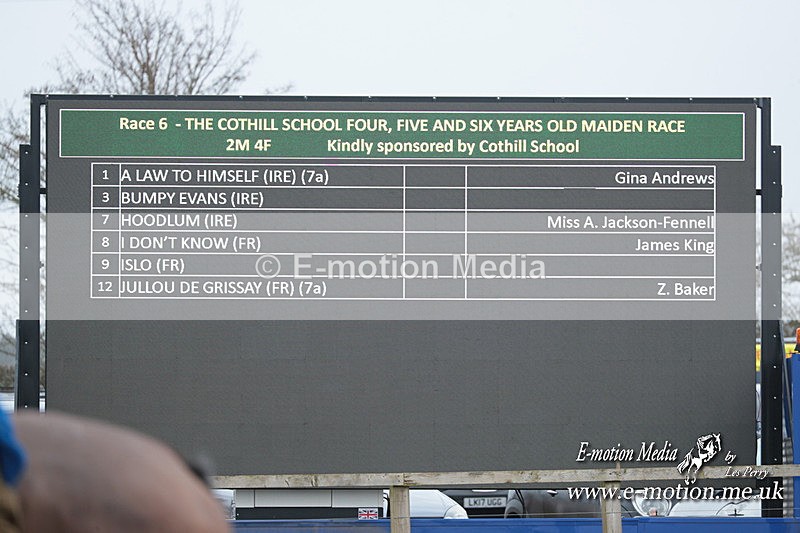 Race 6 - THE COTHILL SCHOOL FOUR, FIVE AND SIX YEARS OLD MAIDEN RACE
2M 4F Kindly sponsored by Cothill School
1 A LAW TO HIMSELF (IRE) (7a) Gina Andrews
3 BUMPY EVANS (IRE)
7 HOODLUM (IRE) Miss A. Jackson-Fennell
8 I DON'T KNOW (FR) James King
9 ISLO (FR)
© E-motion Media
12 JULLOU DE GRISSAY (FR) (7a) Z. Baker
E-motion Media by Les Perry
www.e-motion.me.uk
LK17 UGG